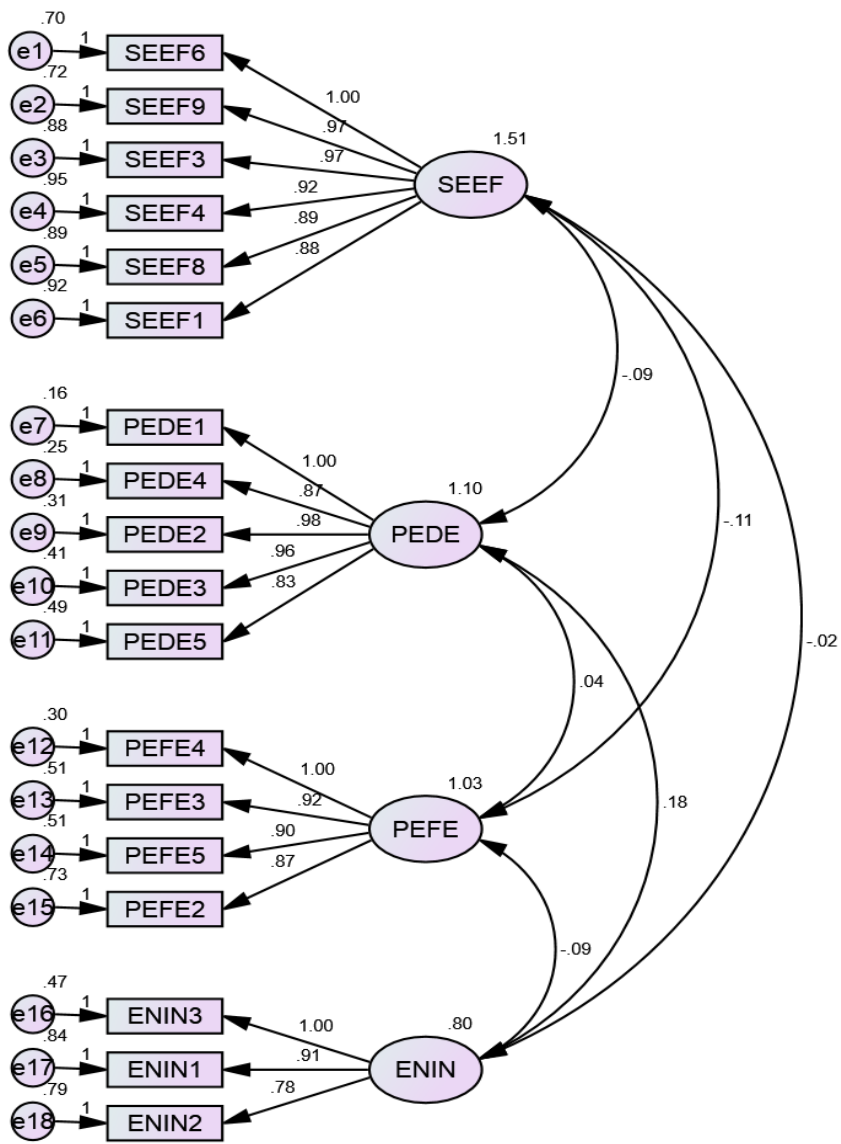 .70
e1 1 SEEF6
.72
e2 1 SEEF9
.88
e3 1 SEEF3
.95
e4 1 SEEF4
.89
e5 1 SEEF8
.92
e6 1 SEEF1
1.00
.97
.97
.92
.89
.88
1.51
SEEF
-.09
-.11
-.02
.16
e7 1 PEDE1
.25
e8 1 PEDE4
.31
e9 1 PEDE2
.41
e10 1 PEDE3
.49
e11 1 PEDE5
1.00
.87
.98
.96
.83
1.10
PEDE
.04
.18
.30
e12 1 PEFE4
.51
e13 1 PEFE3
.51
e14 1 PEFE5
.73
e15 1 PEFE2
1.00
.92
.90
.87
1.03
PEFE
-.09
.47
e16 1 ENIN3
.84
e17 1 ENIN1
.79
e18 1 ENIN2
1.00
.91
.78
.80
ENIN